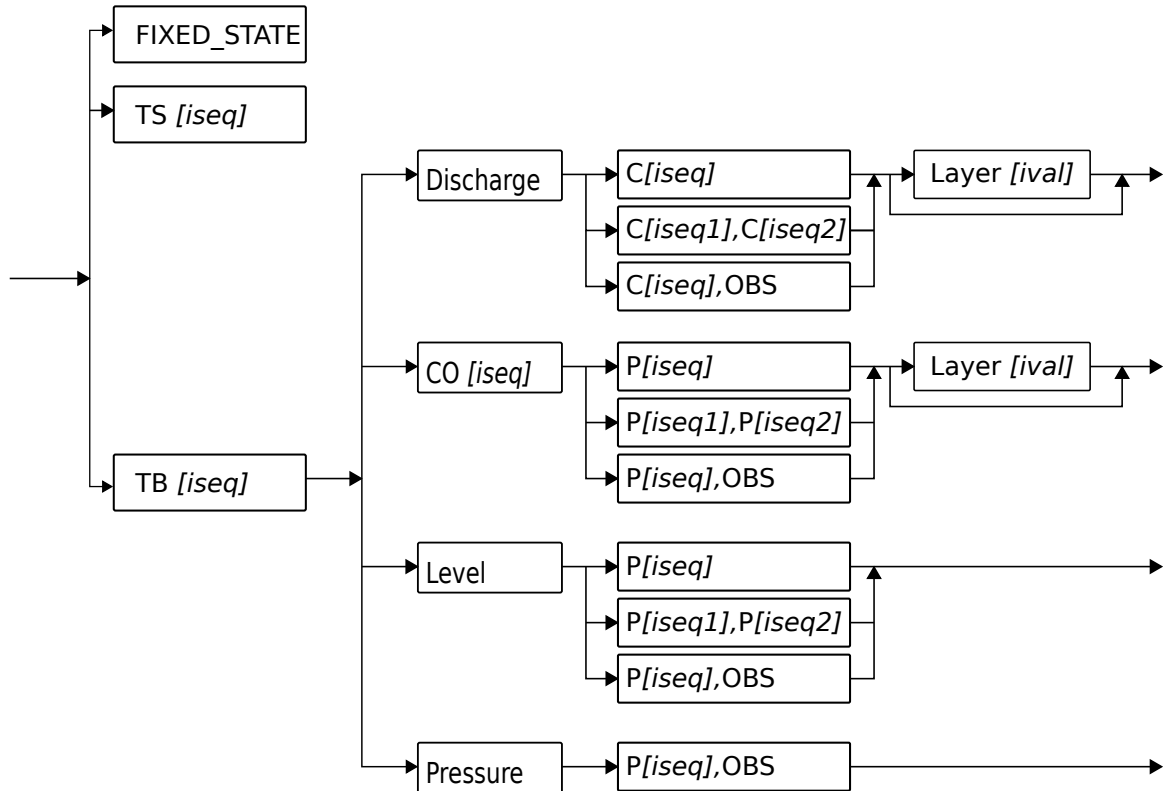 FIXED_STATE
TS [iseq]
Discharge
C[iseq]
Layer [ival]
C[iseq1],C[iseq2]
C[iseq],OBS
CO [iseq]
P[iseq]
Layer [ival]
P[iseq1],P[iseq2]
TB [iseq]
P[iseq],OBS
Level
P[iseq]
P[iseq1],P[iseq2]
P[iseq],OBS
Pressure
P[iseq],OBS